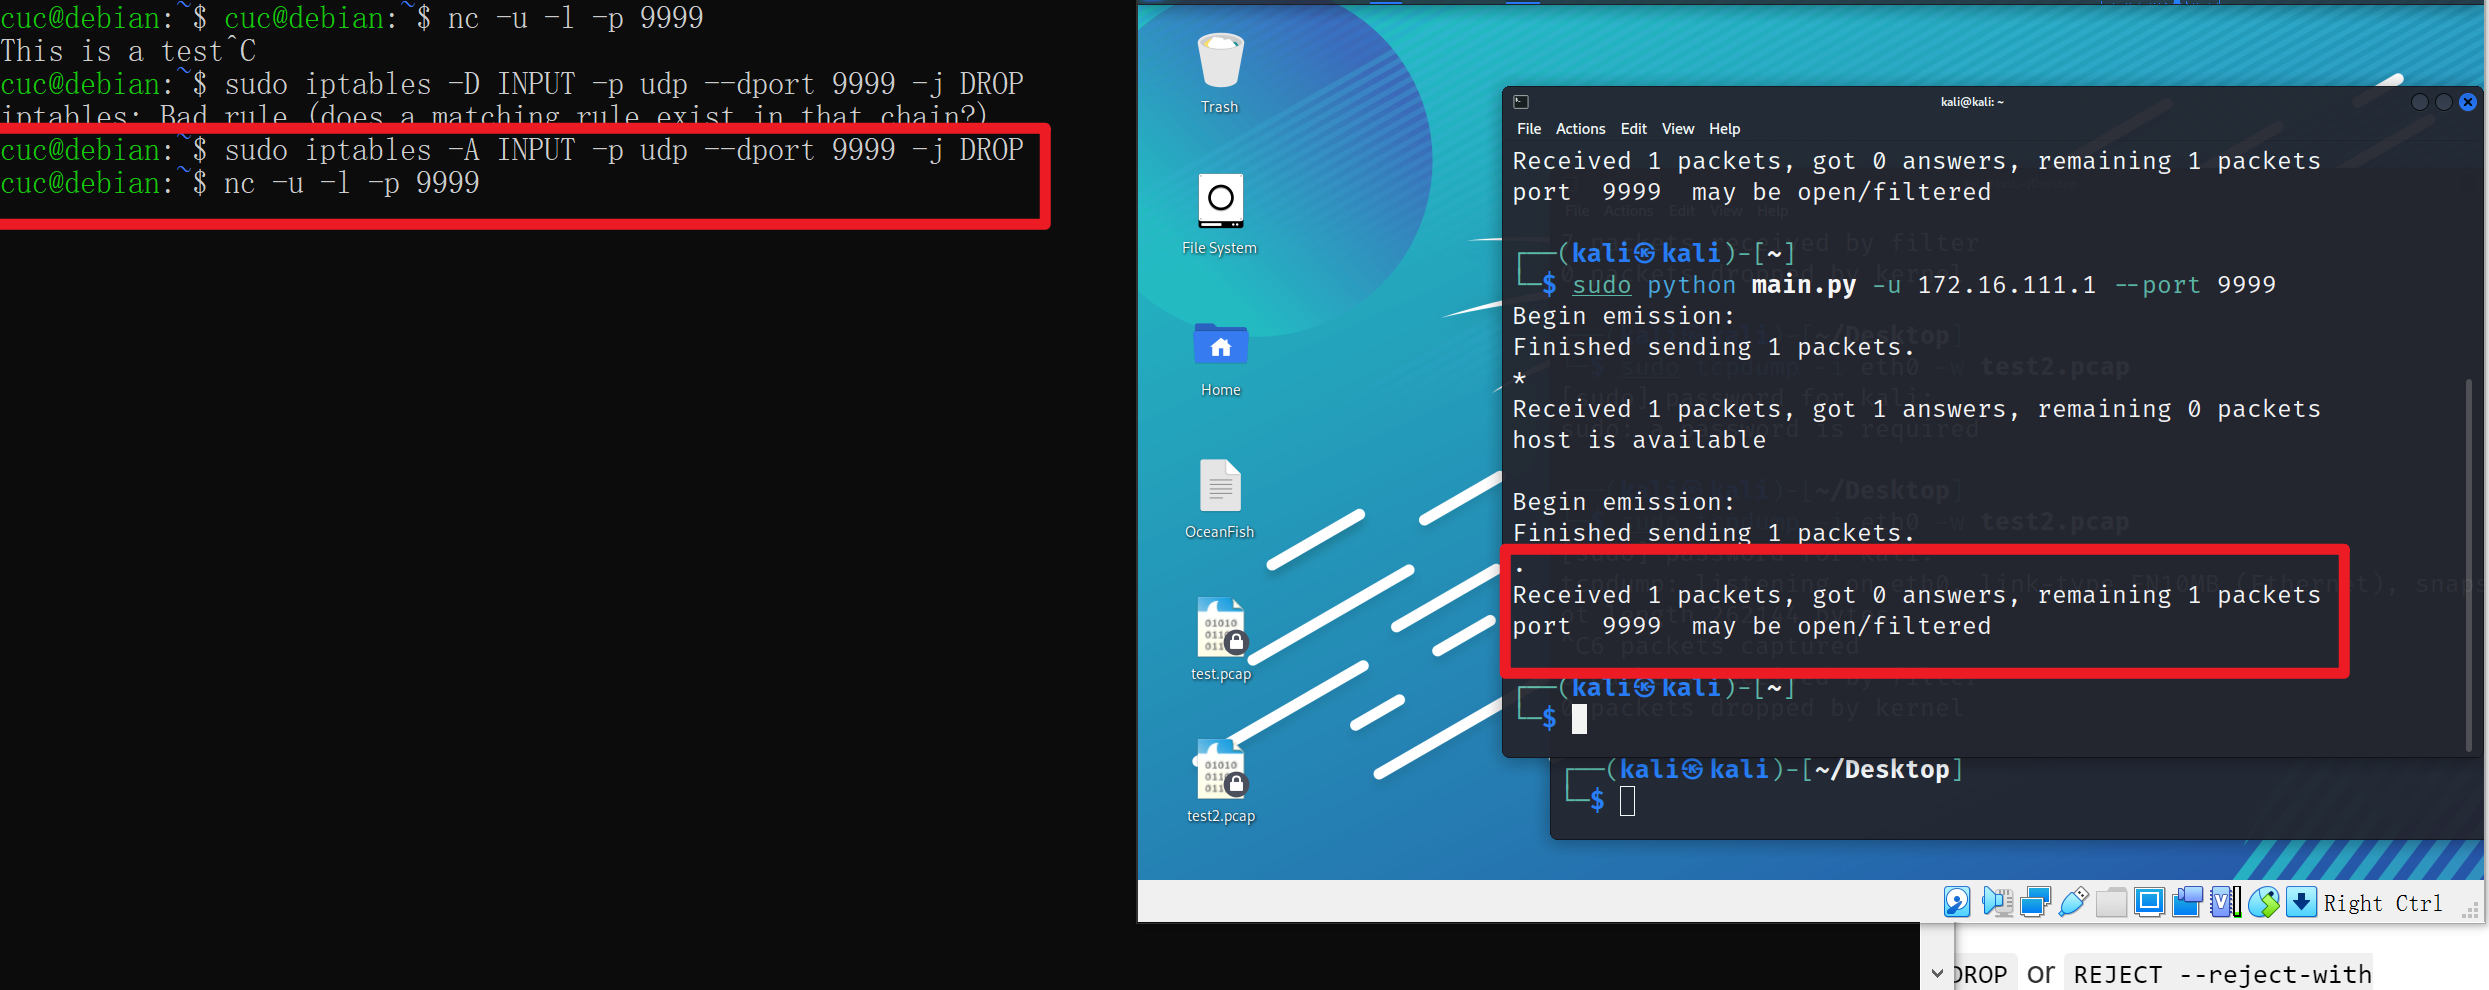 cuc@debian:~$ cuc@debian:~$ nc -u -l -p 9999
This is a test^C
cuc@debian:~$ sudo iptables -D INPUT -p udp --dport 9999 -j DROP
iptables: Bad rule (does a matching rule exist in that chain?)
cuc@debian:~$ sudo iptables -A INPUT -p udp --dport 9999 -j DROP
cuc@debian:~$ nc -u -l -p 9999
Trash
File System
Home
OceanFish
test.pcap
test2.pcap
kali@kali: ~
File Actions Edit View Help
Received 1 packets, got 0 answers, remaining 1 packets
port  9999  may be open/filtered
┌──(kali㉿kali)-[~]
└─$ sudo python main.py -u 172.16.111.1 --port 9999
Begin emission:
Finished sending 1 packets.
*
Received 1 packets, got 1 answers, remaining 0 packets
host is available
Begin emission:
Finished sending 1 packets.
.
Received 1 packets, got 0 answers, remaining 1 packets
port  9999  may be open/filtered
┌──(kali㉿kali)-[~]
└─$
┌──(kali㉿kali)-[~/Desktop]
└─$
Right Ctrl
DROP or REJECT --reject-with